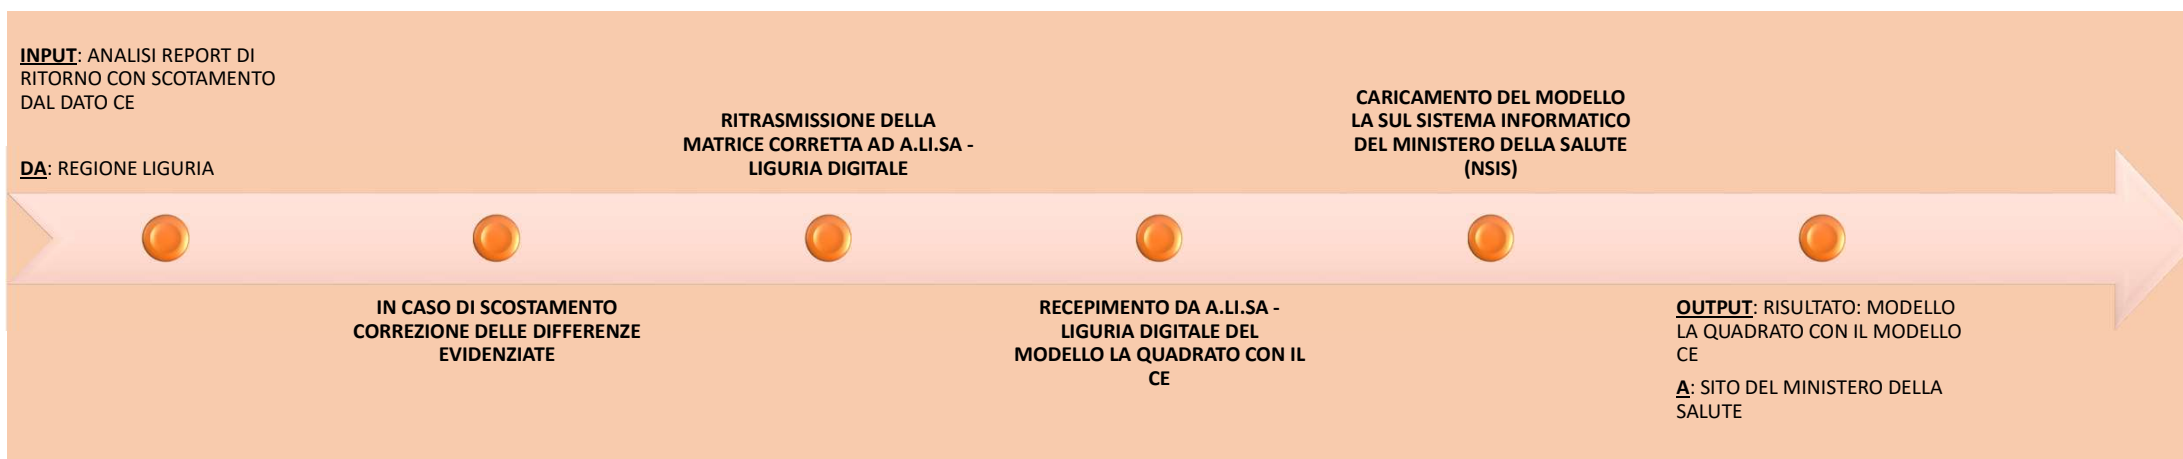 INPUT: ANALISI REPORT DI
RITORNO CON SCOTAMENTO
DAL DATO CE
DA: REGIONE LIGURIA
IN CASO DI SCOSTAMENTO
CORREZIONE DELLE DIFFERENZE
EVIDENZIATE
RITRASMISSIONE DELLA
MATRICE CORRETTA AD A.LI.SA -
LIGURIA DIGITALE
RECEPIMENTO DA A.LI.SA -
LIGURIA DIGITALE DEL
MODELLO LA QUADRATO CON IL
CE
CARICAMENTO DEL MODELLO
LA SUL SISTEMA INFORMATICO
DEL MINISTERO DELLA SALUTE
(NSIS)
OUTPUT: RISULTATO: MODELLO
LA QUADRATO CON IL MODELLO
CE
A: SITO DEL MINISTERO DELLA
SALUTE